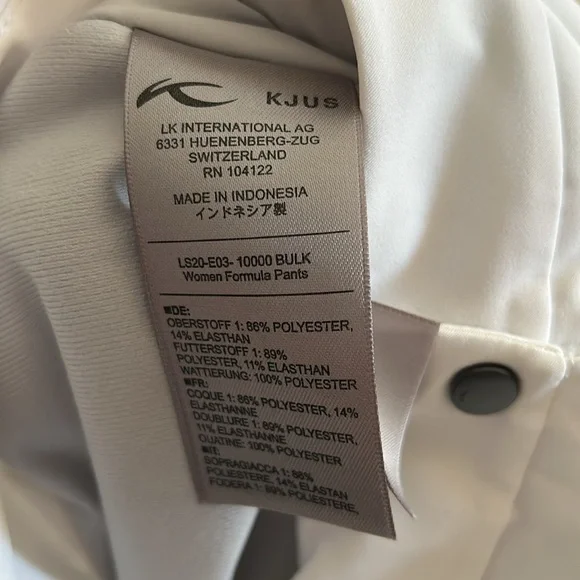 KJUS
LK INTERNATIONAL AG
6331 HUENENBERG-ZUG
SWITZERLAND
RN 104122
MADE IN INDONESIA
インドネシア製
LS20-E03- 10000 BULK
Women Formula Pants
■DE:
OBERSTOFF 1: 86% POLYESTER,
14% ELASTHAN
FUTTERSTOFF 1: 89%
POLYESTER, 11% ELASTHAN
WATTIERUNG: 100% POLYESTER
■FR:
COQUE 1: 86% POLYESTER, 14%
ELASTHANNE
DOUBLURE 1: 89% POLYESTER,
11% ELASTHANNE
OUATINE: 100% POLYESTER
■IT:
SOPRAGIACCA 1: 86%
POLIESTERE, 14% ELASTAN
FODERA 1: 89% POLIESTERE,